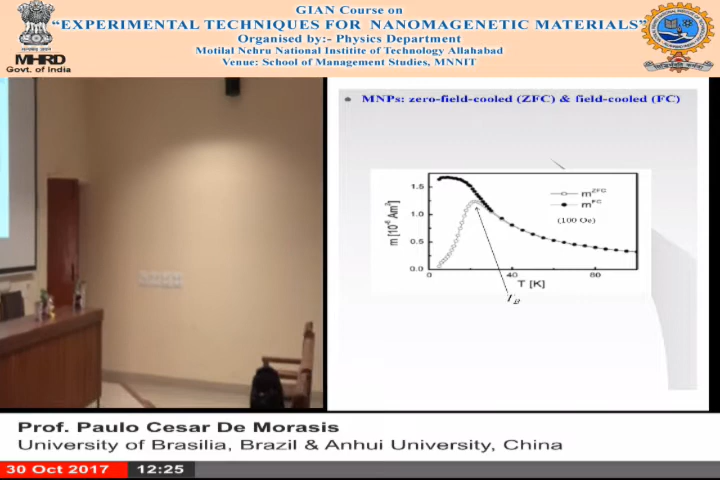 GIAN Course on
“EXPERIMENTAL TECHNIQUES FOR NANOMAGENETIC MATERIALS”
Organised by:- Physics Department
Motilal Nehru National Institite of Technology Allahabad
Venue: School of Management Studies, MNNIT
MHRD
Govt. of India
MNPs: zero-field-cooled (ZFC) & field-cooled (FC)
m^ZFC
m^FC
(100 Oe)
m [10^-6 Am^2]
1.5
1.0
0.5
0.0
0 40 80
T [K]
T_B
Prof. Paulo Cesar De Morasis
University of Brasilia, Brazil & Anhui University, China
30 Oct 2017 12:25